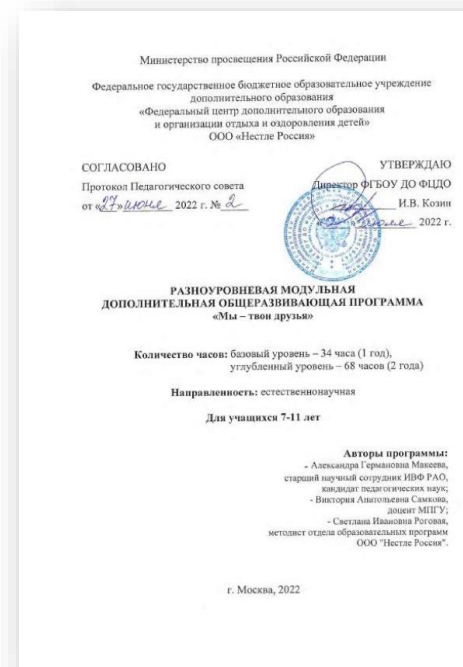 Министерство просвещения Российской Федерации
Федеральное государственное бюджетное образовательное учреждение
дополнительного образования
«Федеральный центр дополнительного образования
и организации отдыха и оздоровления детей»
ООО «Нестле Россия»
СОГЛАСОВАНО
Протокол Педагогического совета
от «27» июня 2022 г. № 2
УТВЕРЖДАЮ
Директор ФГБОУ ДО ФЦДО
И.В. Козин
2022 г.
РАЗНОУРОВНЕВАЯ МОДУЛЬНАЯ
ДОПОЛНИТЕЛЬНАЯ ОБЩЕРАЗВИВАЮЩАЯ ПРОГРАММА
«Мы – твои друзья»
Количество часов: базовый уровень – 34 часа (1 год),
углубленный уровень – 68 часов (2 года)
Направленность: естественнонаучная
Для учащихся 7-11 лет
Авторы программы:
- Александра Германовна Макеева,
старший научный сотрудник ИВФ РАО,
кандидат педагогических наук;
- Виктория Анатольевна Самкова,
доцент МПГУ;
- Светлана Ивановна Роговая,
методист отдела образовательных программ
ООО "Нестле Россия".
г. Москва, 2022